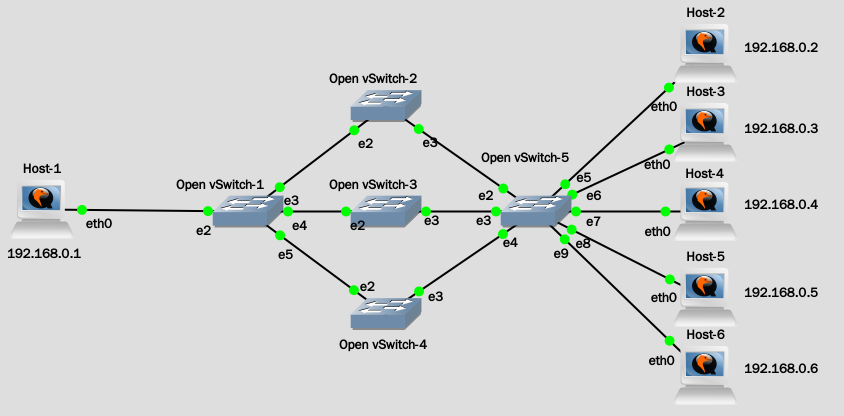 Host-2
192.168.0.2
eth0
Open vSwitch-2
e2
e3
Host-3
192.168.0.3
eth0
Open vSwitch-5
e2
e5
e6
e3
e7
e4
e8
e9
Host-1
eth0
192.168.0.1
Open vSwitch-1
e2
e3
e4
e5
Open vSwitch-3
e2
e3
Host-4
192.168.0.4
eth0
Open vSwitch-4
e2
e3
Host-5
192.168.0.5
eth0
Host-6
192.168.0.6
eth0